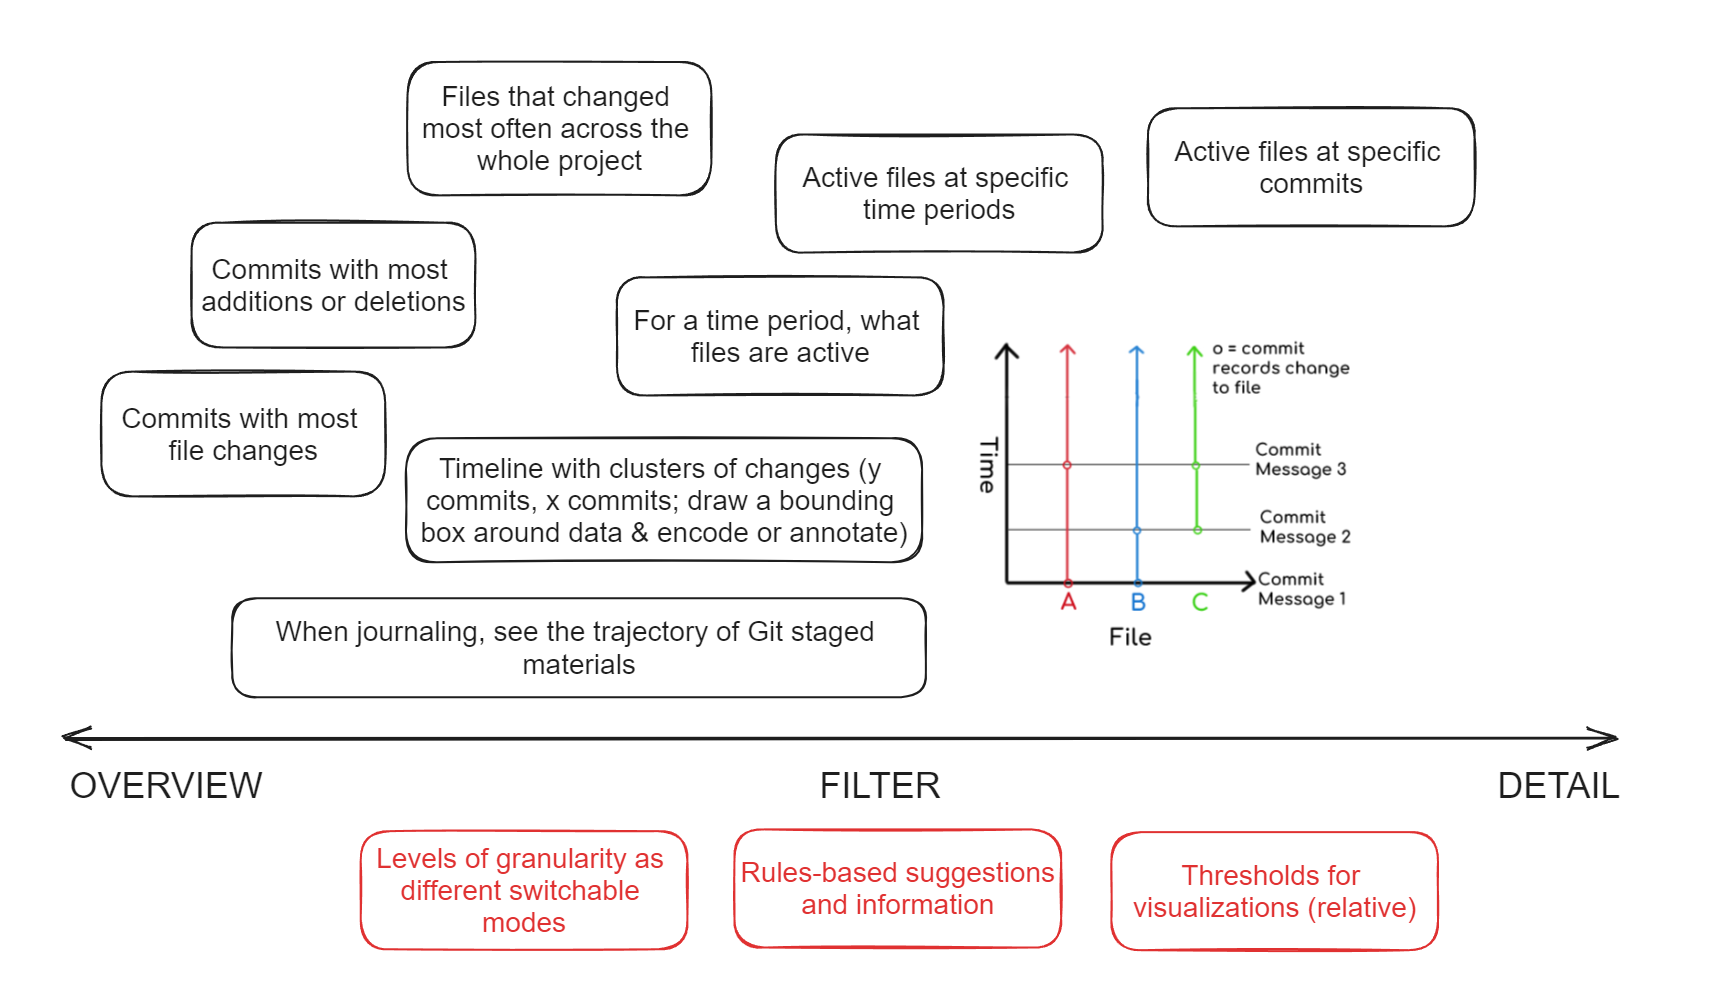 Files that changed
most often across the
whole project
Active files at specific
time periods
Active files at specific
commits
Commits with most
additions or deletions
For a time period, what
files are active
Commits with most
file changes
Timeline with clusters of changes (y
commits, x commits; draw a bounding
box around data & encode or annotate)
When journaling, see the trajectory of Git staged
materials
o = commit
records change
to file
Time
Commit
Message 3
Commit
Message 2
Commit
Message 1
A B C
File
OVERVIEW FILTER DETAIL
Levels of granularity as
different switchable
modes
Rules-based suggestions
and information
Thresholds for
visualizations (relative)